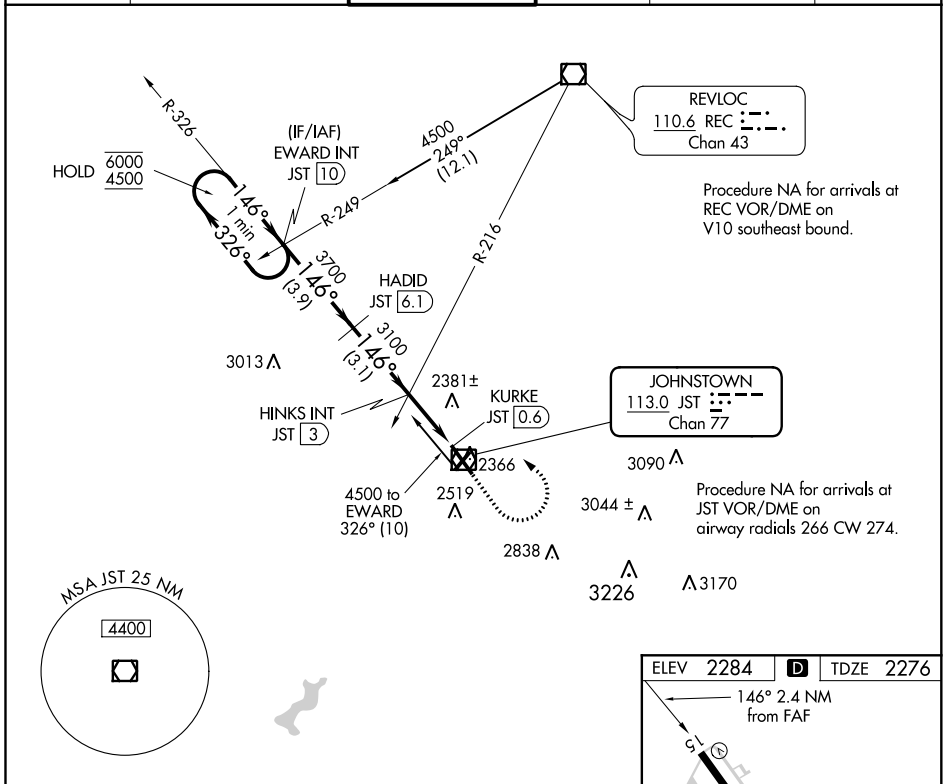 R-326
(IF/IAF)
EWARD INT
JST 10
HOLD 6000
4500
146°
1 min
326°
4500
249°
(12.1)
R-249
R-216
REVLOC
110.6 REC
Chan 43
Procedure NA for arrivals at
REC VOR/DME on
V10 southeast bound.
3700
146°
(3.9)
HADID
JST 6.1
3100
146°
(3.1)
3013
2381±
HINKS INT
JST 3
KURKE
JST 0.6
JOHNSTOWN
113.0 JST
Chan 77
2366
3090
4500 to
EWARD
326° (10)
2519
3044 ±
Procedure NA for arrivals at
JST VOR/DME on
airway radials 266 CW 274.
2838
3226
3170
MSA JST 25 NM
4400
ELEV 2284 D TDZE 2276
146° 2.4 NM
from FAF
15
V